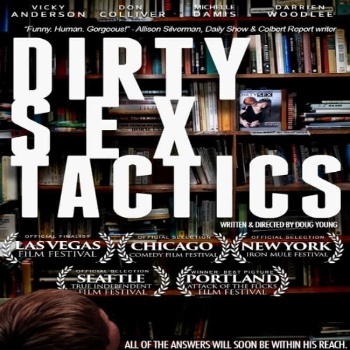 VICKY ANDERSON DON COLLIVER MICHELLE DAMIS DARRIEN WOODLEE
"Funny, Human, Gorgeous!" - Allison Silverman, Daily Show & Colbert Report writer
DIRTY
SEX
TACTICS
WRITTEN & DIRECTED BY DOUG YOUNG
OFFICIAL FINALIST
LAS VEGAS
FILM FESTIVAL
OFFICIAL SELECTION
CHICAGO
COMEDY FILM FESTIVAL
OFFICIAL SELECTION
NEW YORK
IRON MULE FESTIVAL
OFFICIAL SELECTION
SEATTLE
TRUE INDEPENDENT
FILM FESTIVAL
WINNER: BEST PICTURE
PORTLAND
ATTACK OF THE FLICKS
FILM FESTIVAL
ALL OF THE ANSWERS WILL SOON BE WITHIN HIS REACH.